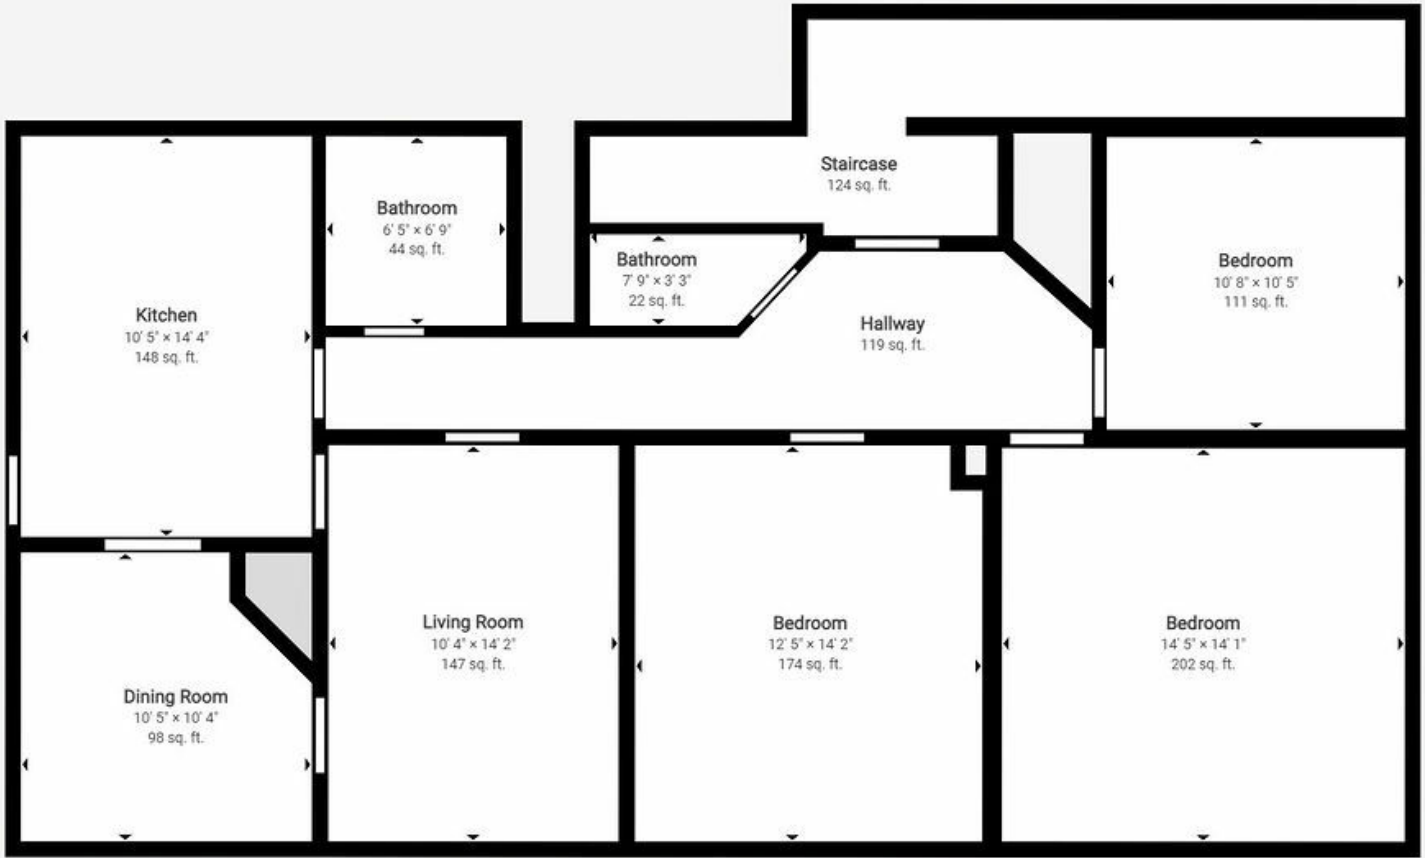 Staircase
124 sq. ft.
Bathroom
6' 5" × 6' 9"
44 sq. ft.
Bathroom
7' 9" × 3' 3"
22 sq. ft.
Bedroom
10' 8" × 10' 5"
111 sq. ft.
Kitchen
10' 5" × 14' 4"
148 sq. ft.
Hallway
119 sq. ft.
Living Room
10' 4" × 14' 2"
147 sq. ft.
Bedroom
12' 5" × 14' 2"
174 sq. ft.
Bedroom
14' 5" × 14' 1"
202 sq. ft.
Dining Room
10' 5" × 10' 4"
98 sq. ft.